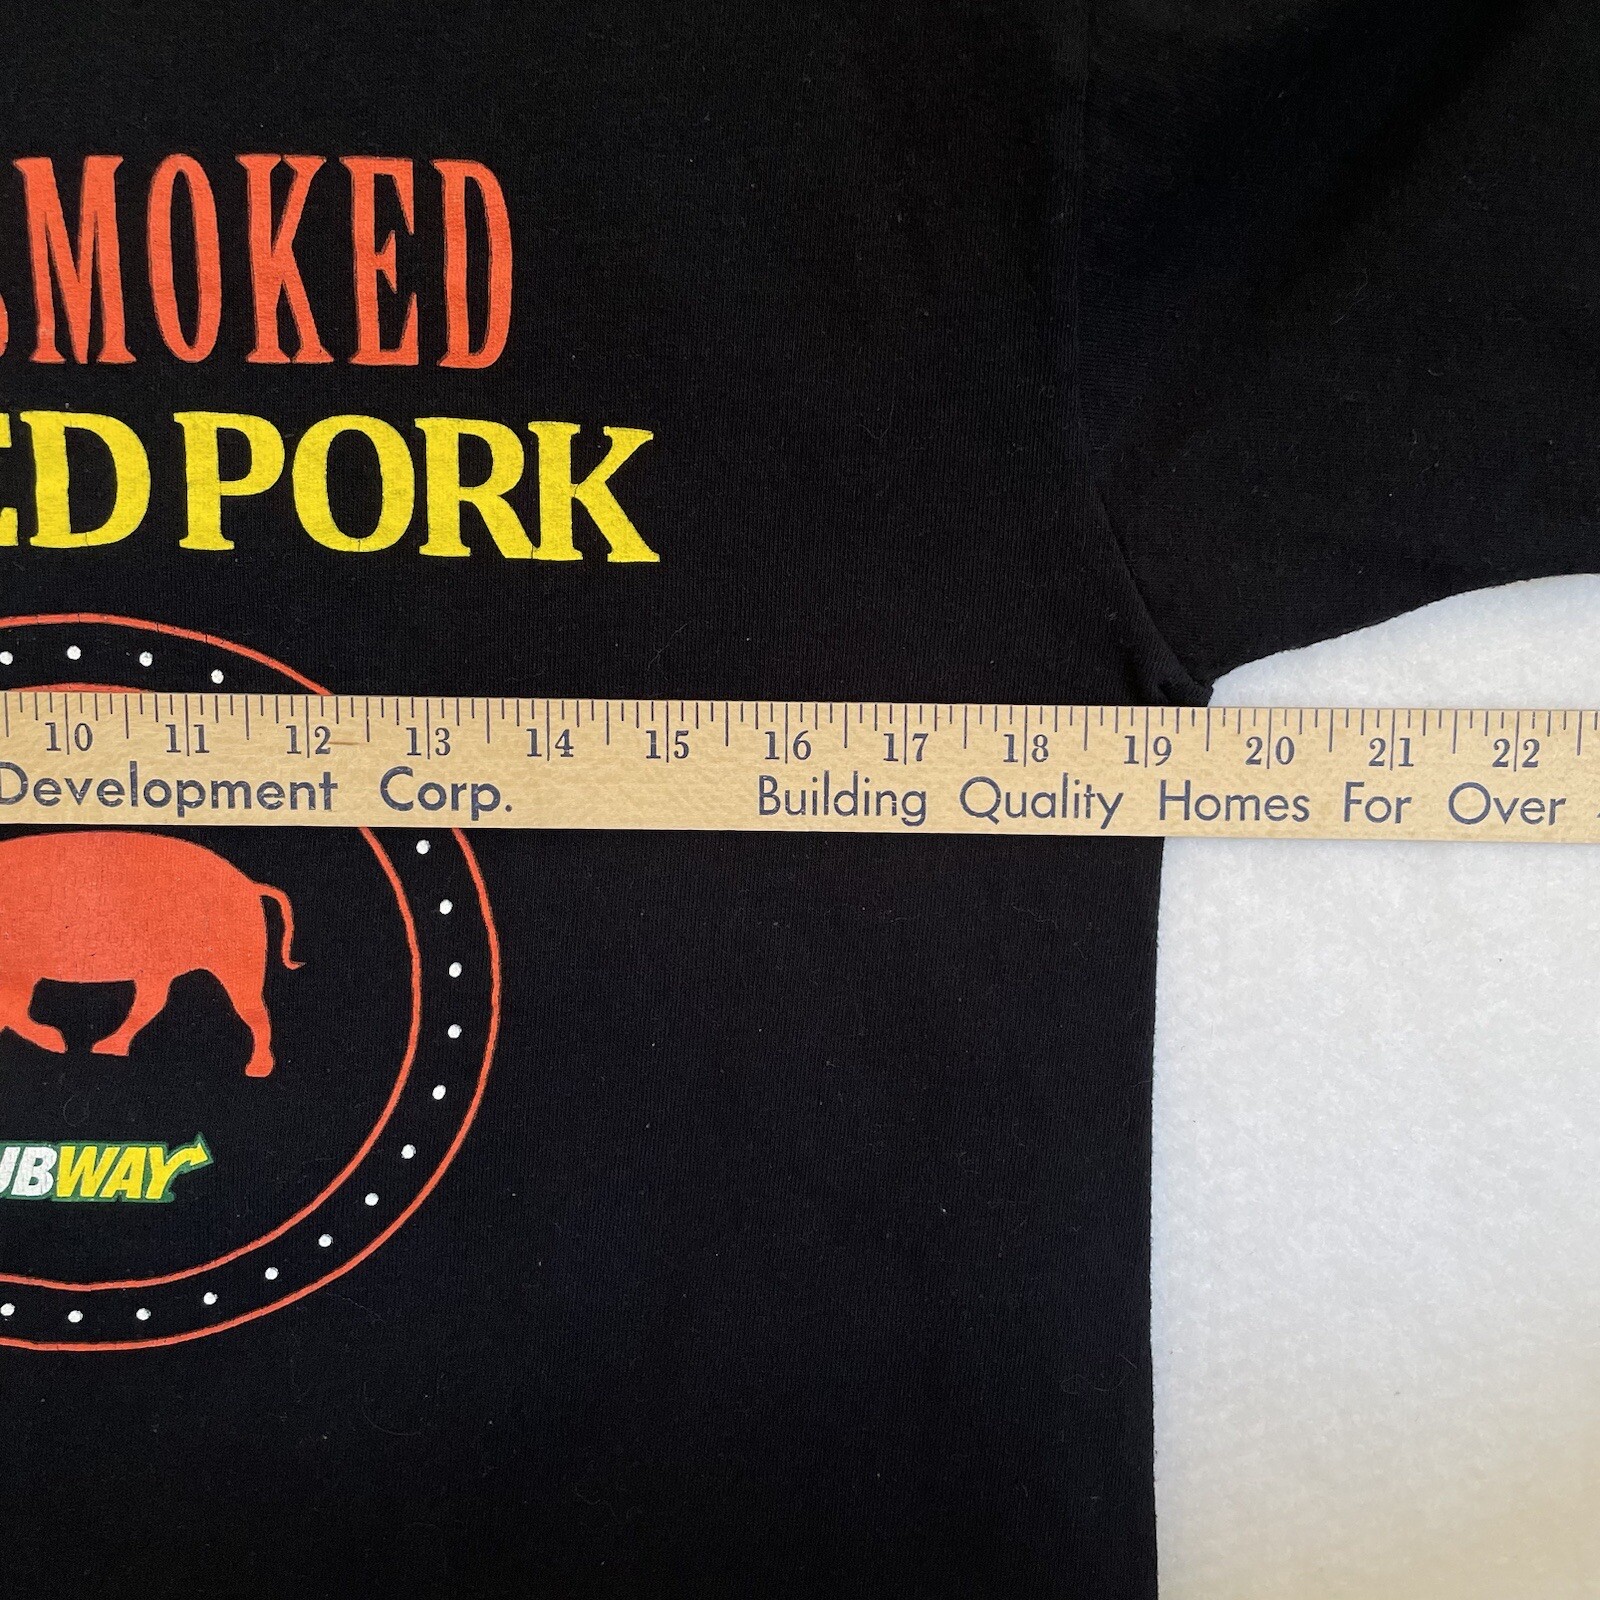 SMOKED
ED PORK
10 11 12 13 14 15 16 17 18 19 20 21 22
Development Corp. Building Quality Homes For Over
UBWAY